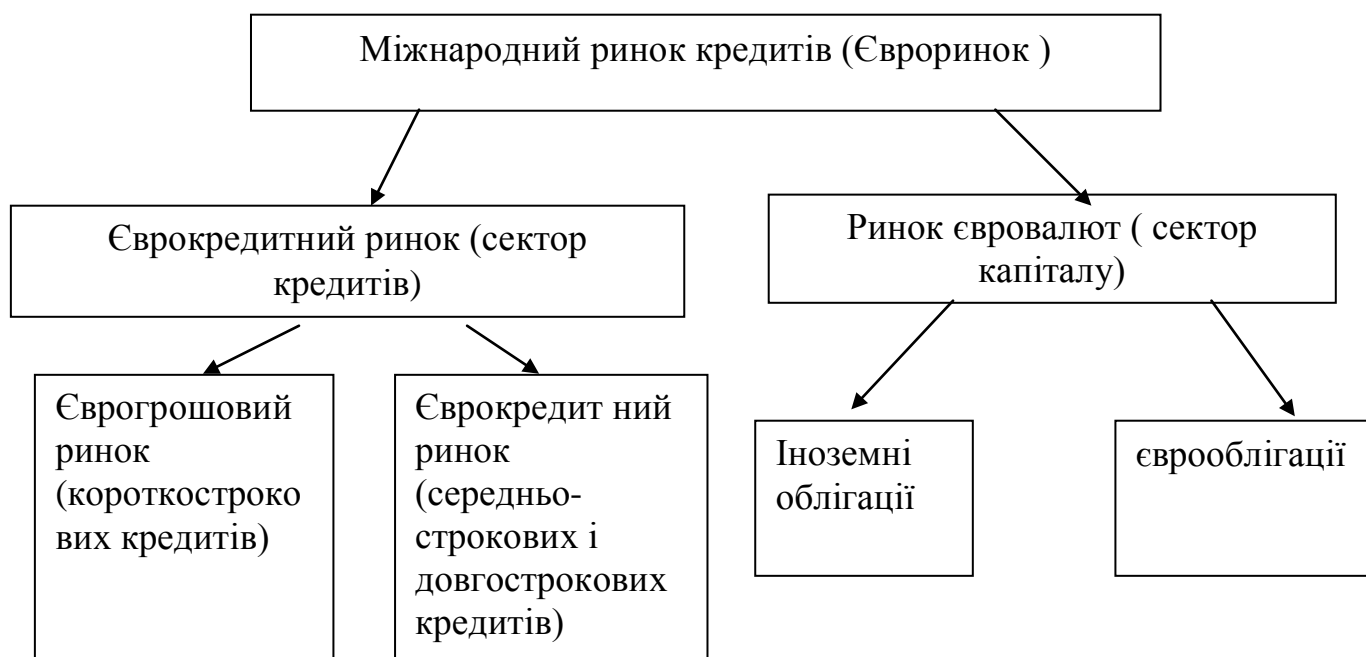 Міжнародний ринок кредитів (Євроринок )
Єврокредитний ринок (сектор
кредитів)
Ринок євровалют ( сектор
капіталу)
Єврогрошовий
ринок
(короткостроко
вих кредитів)
Єврокредит ний
ринок
(середньо-
строкових і
довгострокових
кредитів)
Іноземні
облігації
єврооблігації